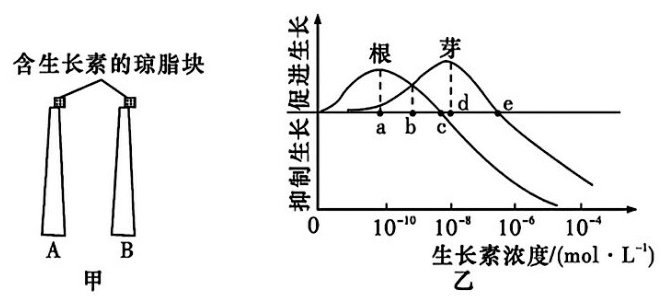 含生长素的琼脂块
A
B
甲
促进生长
抑制生长
根
芽
a
b
c
d
e
0
10⁻¹⁰
10⁻⁸
10⁻⁶
10⁻⁴
生长素浓度/(mol·L⁻¹)
乙